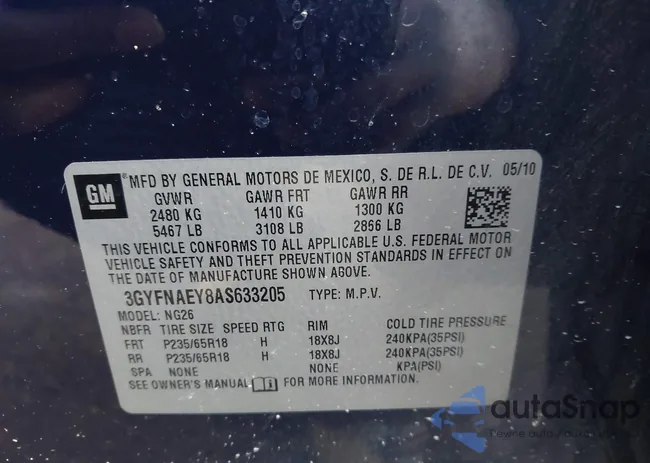 GM
MFD BY GENERAL MOTORS DE MEXICO, S. DE R.L. DE C.V. 05/10
GVWR GAWR FRT GAWR RR
2480 KG 1410 KG 1300 KG
5467 LB 3108 LB 2866 LB
THIS VEHICLE CONFORMS TO ALL APPLICABLE U.S. FEDERAL MOTOR
VEHICLE SAFETY AND THEFT PREVENTION STANDARDS IN EFFECT ON
THE DATE OF MANUFACTURE SHOWN ABOVE.
3GYFNAEY8AS633205 TYPE: M.P.V.
MODEL: NG26
NBFR TIRE SIZE SPEED RTG RIM COLD TIRE PRESSURE
FRT P235/65R18 H 18X8J 240KPA(35PSI)
RR P235/65R18 H 18X8J 240KPA(35PSI)
SPA NONE NONE KPA(PSI)
SEE OWNER'S MANUAL i FOR MORE INFORMATION.
autaSnap